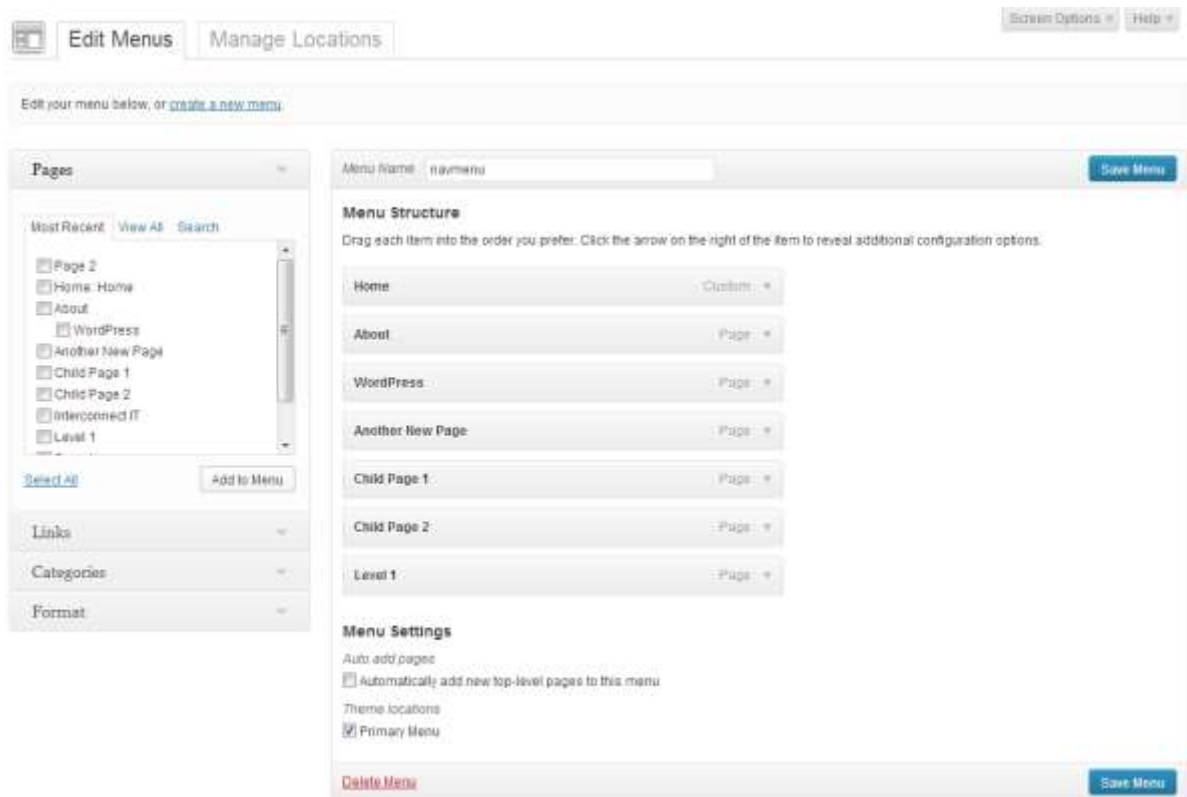 Screen Options Help
Edit Menus Manage Locations
Edit your menu below, or create a new menu.
Pages
Most Recent View All Search
Page 2
Home: Home
About
WordPress
Another New Page
Child Page 1
Child Page 2
Interconnect IT
Level 1
Select All Add to Menu
Links
Categories
Format
Menu Name navmenu Save Menu
Menu Structure
Drag each item into the order you prefer. Click the arrow on the right of the item to reveal additional configuration options.
Home Custom
About Page
WordPress Page
Another New Page Page
Child Page 1 Page
Child Page 2 Page
Level 1 Page
Menu Settings
Auto add pages
Automatically add new top-level pages to this menu
Theme locations
Primary Menu
Delete Menu Save Menu